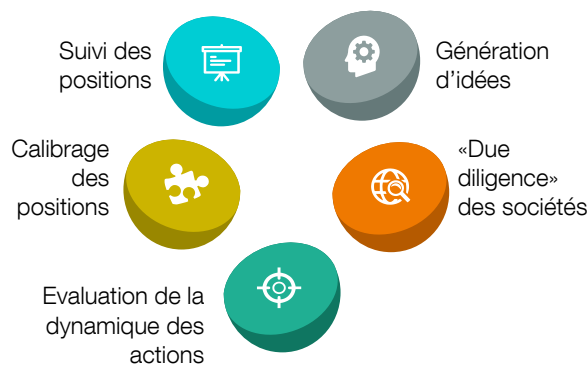 Suivi des
positions
Génération
d’idées
Calibrage
des
positions
«Due
diligence»
des sociétés
Evaluation de la
dynamique des
actions